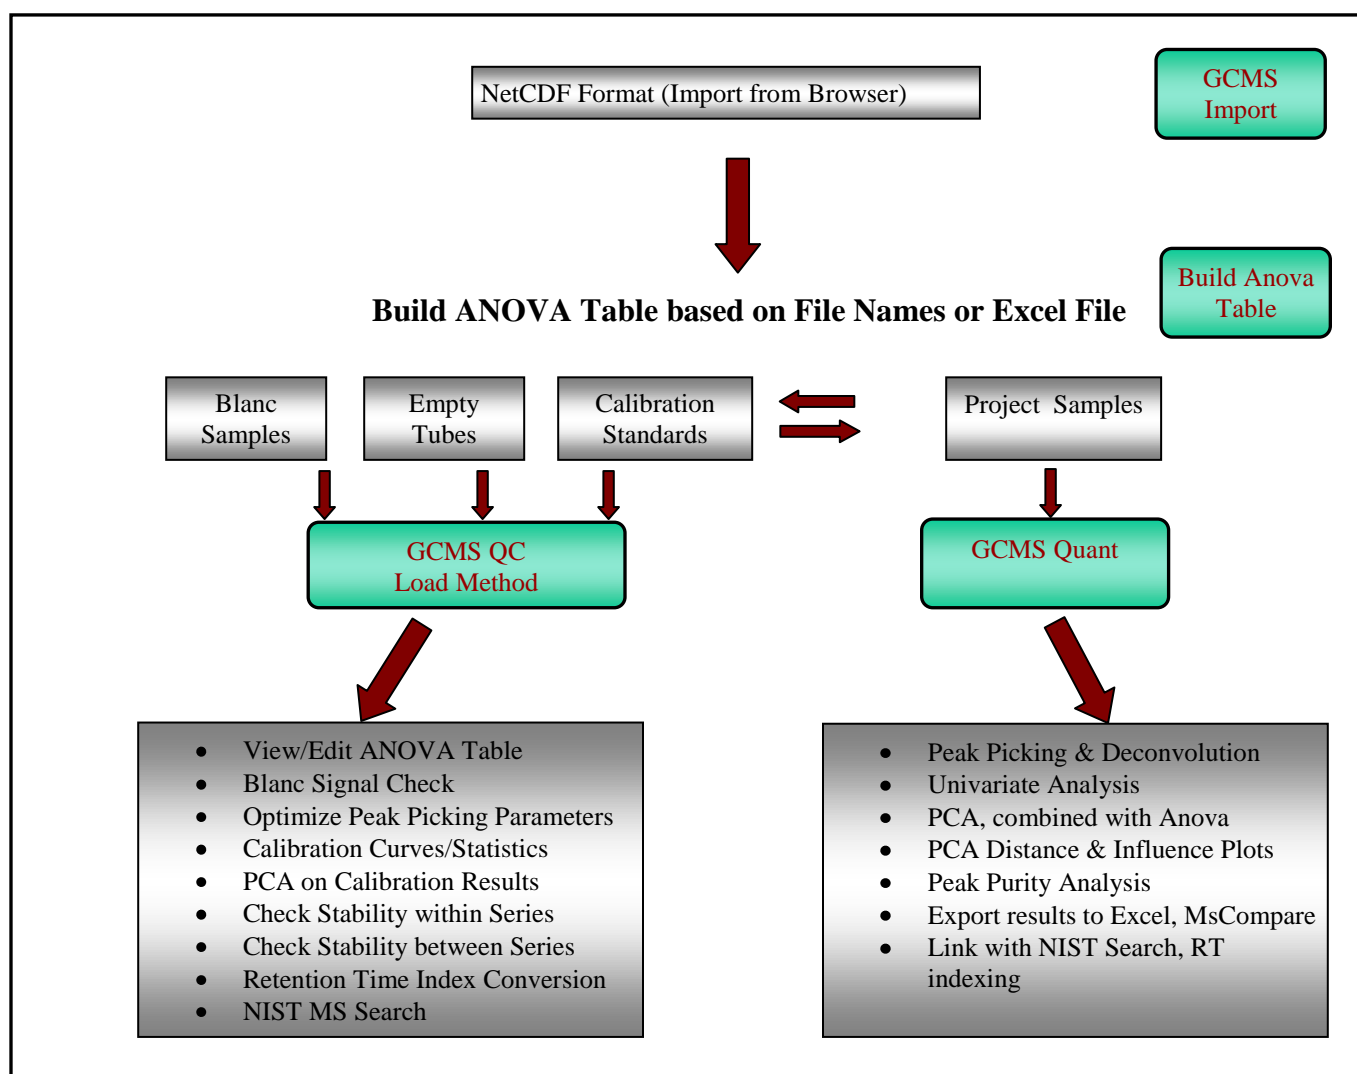 NetCDF Format (Import from Browser)
GCMS
Import
Build ANOVA Table based on File Names or Excel File
Build Anova
Table
Blanc
Samples
Empty
Tubes
Calibration
Standards
Project Samples
GCMS QC
Load Method
GCMS Quant
• View/Edit ANOVA Table
• Blanc Signal Check
• Optimize Peak Picking Parameters
• Calibration Curves/Statistics
• PCA on Calibration Results
• Check Stability within Series
• Check Stability between Series
• Retention Time Index Conversion
• NIST MS Search
• Peak Picking & Deconvolution
• Univariate Analysis
• PCA, combined with Anova
• PCA Distance & Influence Plots
• Peak Purity Analysis
• Export results to Excel, MsCompare
• Link with NIST Search, RT
indexing